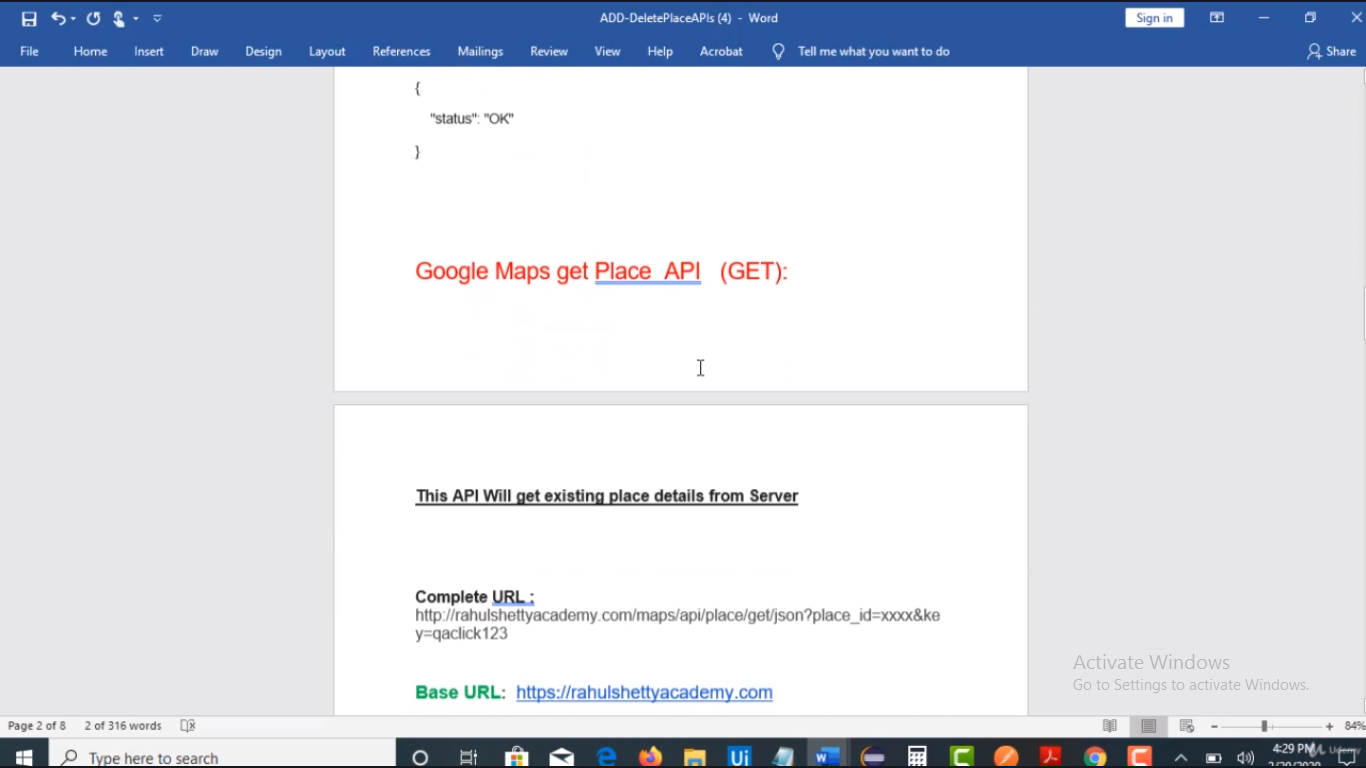 ADD-DeletePlaceAPIs (4) - Word
Sign in
File Home Insert Draw Design Layout References Mailings Review View Help Acrobat Tell me what you want to do Share
{
"status": "OK"
}
Google Maps get Place API (GET):
This API Will get existing place details from Server
Complete URL :
http://rahulshettyacademy.com/maps/api/place/get/json?place_id=xxxx&ke
y=qaclick123
Base URL: https://rahulshettyacademy.com
Activate Windows
Go to Settings to activate Windows.
Page 2 of 8 2 of 316 words 84%
Type here to search
Ui
4:29 PM
Udemy